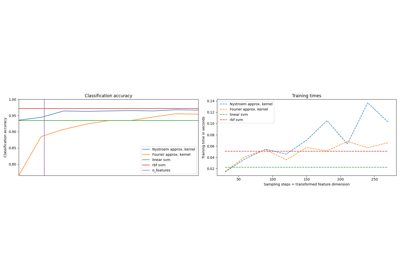 Classification accuracy
Classification accuracy
1.00
0.95
0.90
0.85
0.80
Nystroem approx. kernel
Fourier approx. kernel
linear svm
rbf svm
n_features
Training times
Training time in seconds
0.14
0.12
0.10
0.08
0.06
0.04
0.02
Nystroem approx. kernel
Fourier approx. kernel
linear svm
rbf svm
50
100
150
200
250
Sampling steps = transformed feature dimension